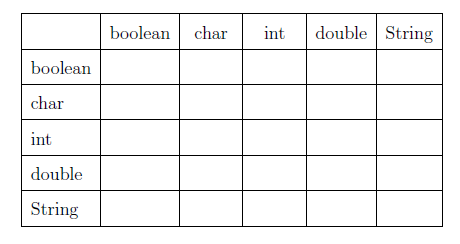 boolean char int double String
boolean
char
int
double
String